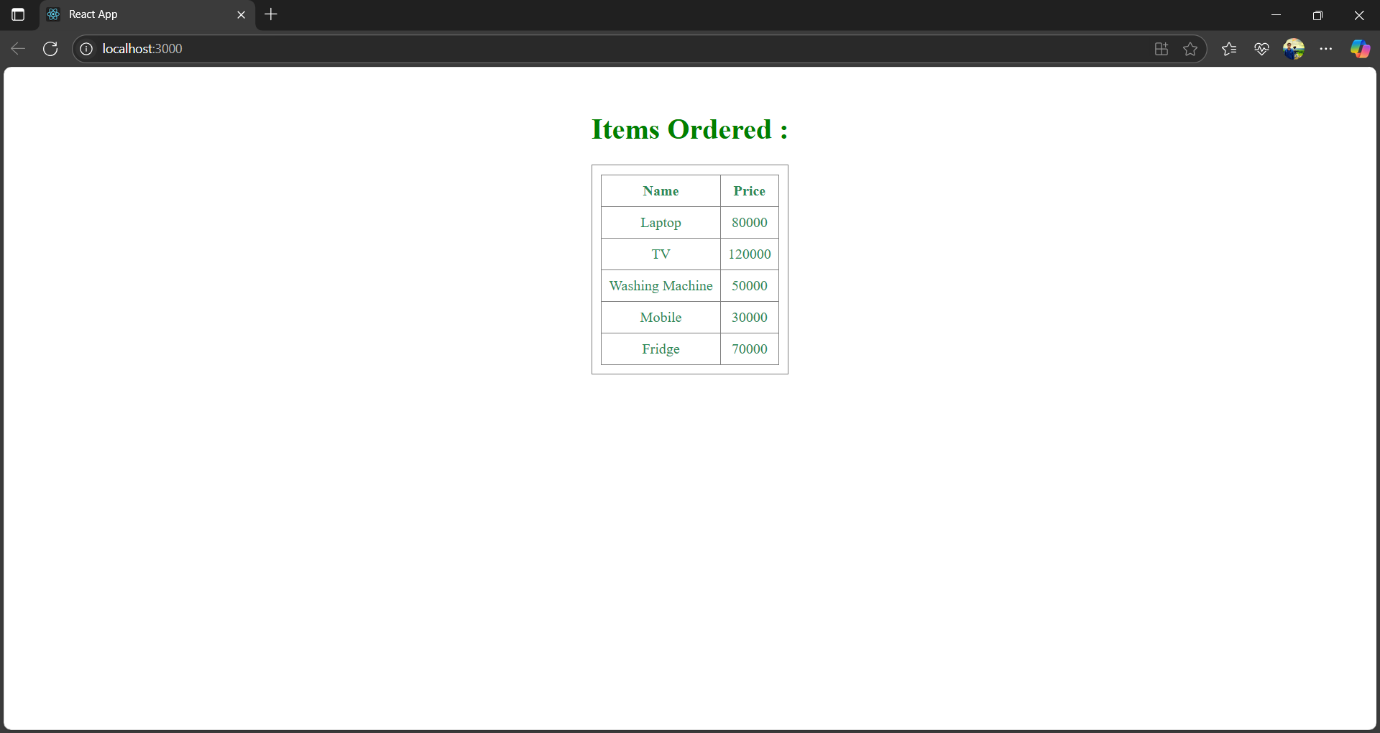 React App
localhost:3000
Items Ordered :
Name Price
Laptop 80000
TV 120000
Washing Machine 50000
Mobile 30000
Fridge 70000